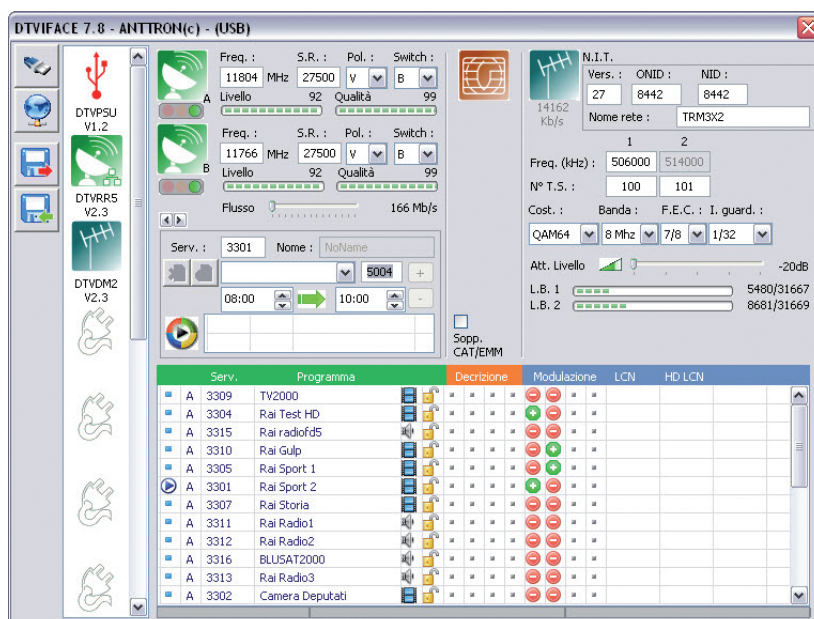 DTVIFACE 7.8 - ANTTRON(c) - (USB)
DTVPSU
V1.2
DTVRR5
V2.3
DTVDM2
V2.3
Freq. : S.R. : Pol. : Switch :
11804 MHz 27500 V B
A Livello 92 Qualità 99
Freq. : S.R. : Pol. : Switch :
11766 MHz 27500 V B
B Livello 92 Qualità 99
Flusso 166 Mb/s
Serv. : 3301 Nome : NoName
5004 +
08:00 10:00 -
Sopp.
CAT/EMM
14162
Kb/s
N.I.T.
Vers. : ONID : NID :
27 8442 8442
Nome rete : TRM3X2
1 2
Freq. (kHz) : 506000 514000
N° T.S. : 100 101
Cost. : Banda : F.E.C. : I. guard. :
QAM64 8 Mhz 7/8 1/32
Att. Livello -20dB
L.B. 1 5480/31667
L.B. 2 8681/31669
Serv. Programma Decrizione Modulazione LCN HD LCN
A 3309 TV2000
A 3304 Rai Test HD
A 3315 Rai radiofd5
A 3310 Rai Gulp
A 3305 Rai Sport 1
A 3301 Rai Sport 2
A 3307 Rai Storia
A 3311 Rai Radio1
A 3312 Rai Radio2
A 3316 BLUSAT2000
A 3313 Rai Radio3
A 3302 Camera Deputati